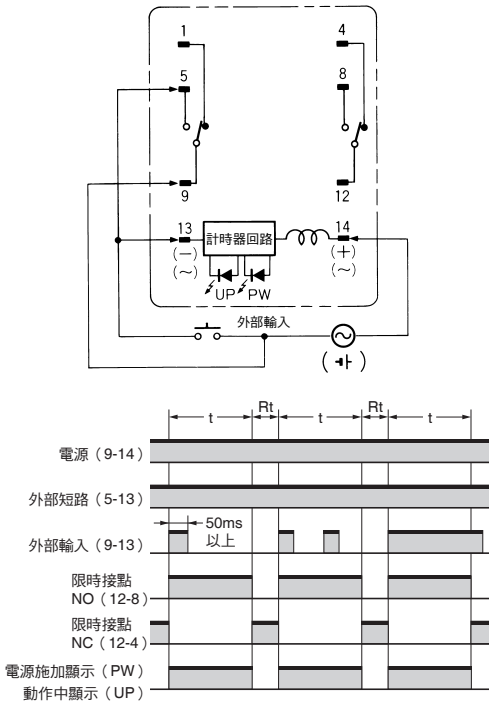 1
4
5
8
9
12
13
計時器回路
14
(−)
(+)
(~)
(~)
UP PW
外部輸入
t Rt t Rt t
電源（9-14）
外部短路（5-13）
50ms
以上
外部輸入（9-13）
限時接點
NO（12-8）
限時接點
NC（12-4）
電源施加顯示（PW）
動作中顯示（UP）